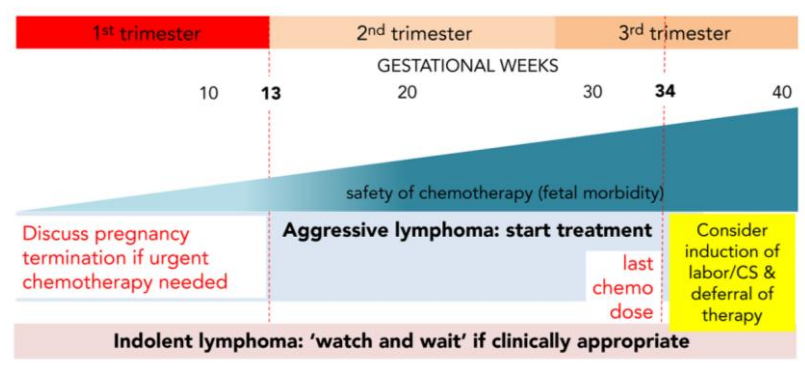 1st trimester 2nd trimester 3rd trimester
GESTATIONAL WEEKS
10 13 20 30 34 40
safety of chemotherapy (fetal morbidity)
Discuss pregnancy
termination if urgent
chemotherapy needed
Aggressive lymphoma: start treatment
last
chemo
dose
Consider
induction of
labor/CS &
deferral of
therapy
Indolent lymphoma: 'watch and wait' if clinically appropriate